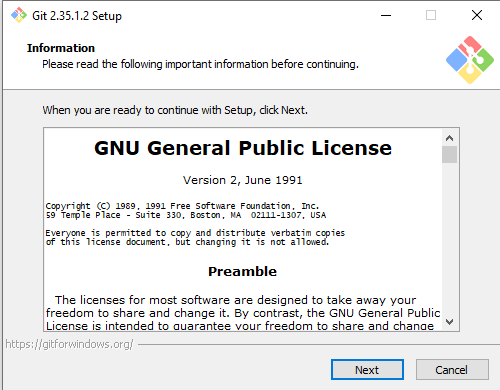 Git 2.35.1.2 Setup
Information
Please read the following important information before continuing.
When you are ready to continue with Setup, click Next.
GNU General Public License
Version 2, June 1991
Copyright (C) 1989, 1991 Free Software Foundation, Inc.
59 Temple Place - Suite 330, Boston, MA  02111-1307, USA
Everyone is permitted to copy and distribute verbatim copies
of this license document, but changing it is not allowed.
Preamble
The licenses for most software are designed to take away your
freedom to share and change it. By contrast, the GNU General Public
License is intended to guarantee your freedom to share and change
https://gitforwindows.org/
Next
Cancel